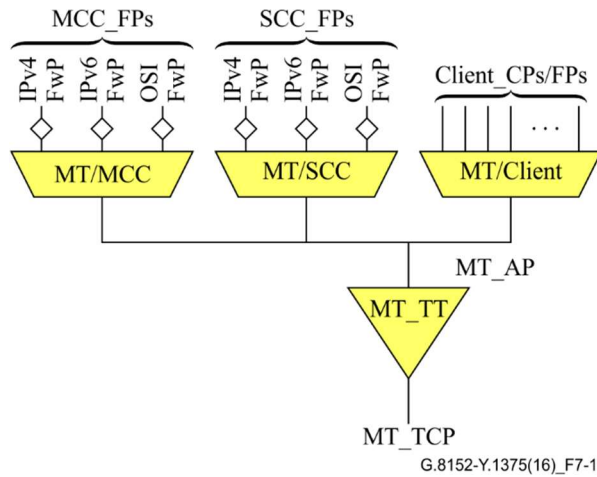 MCC_FPs
SCC_FPs
IPv4
FwP
IPv6
FwP
OSI
FwP
IPv4
FwP
IPv6
FwP
OSI
FwP
Client_CPs/FPs
...
MT/MCC
MT/SCC
MT/Client
MT_AP
MT_TT
MT_TCP
G.8152-Y.1375(16)_F7-1